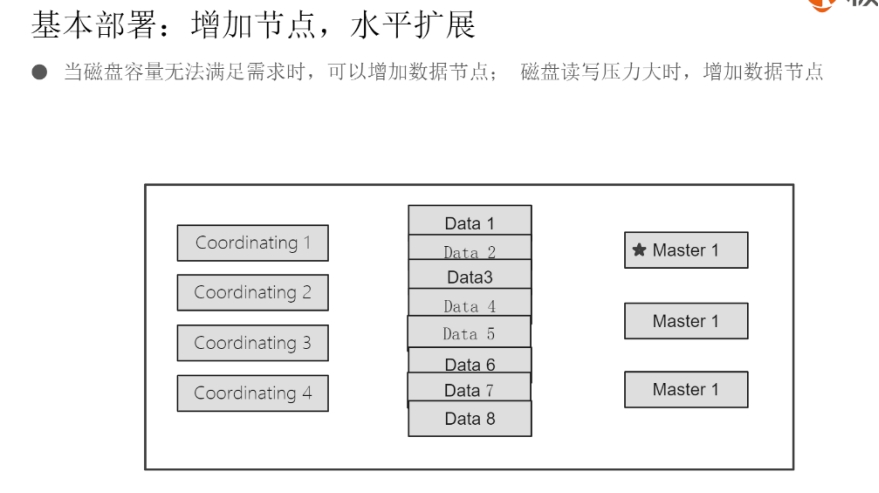 基本部署：增加节点，水平扩展
● 当磁盘容量无法满足需求时，可以增加数据节点； 磁盘读写压力大时，增加数据节点
Coordinating 1
Coordinating 2
Coordinating 3
Coordinating 4
Data 1
Data 2
Data3
Data 4
Data 5
Data 6
Data 7
Data 8
★ Master 1
Master 1
Master 1